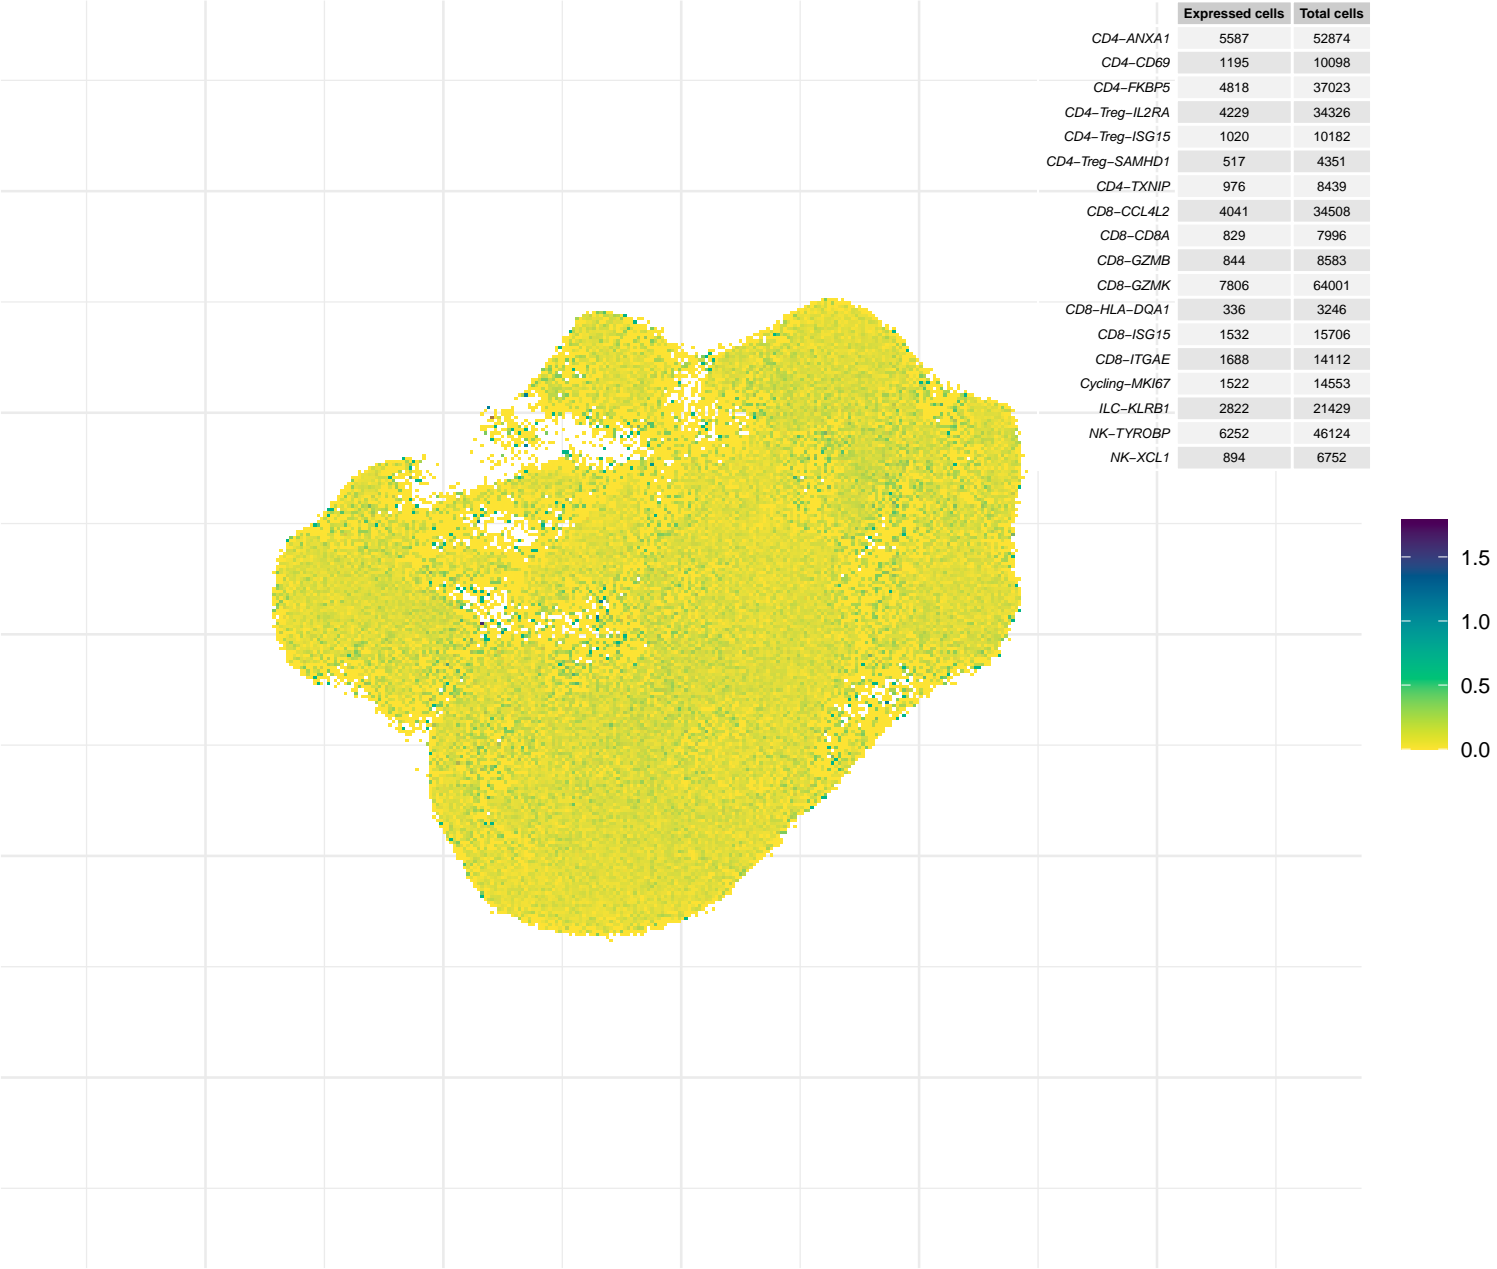 Expressed cells Total cells
CD4−ANXA1 5587 52874
CD4−CD69 1195 10098
CD4−FKBP5 4818 37023
CD4−Treg−IL2RA 4229 34326
CD4−Treg−ISG15 1020 10182
CD4−Treg−SAMHD1 517 4351
CD4−TXNIP 976 8439
CD8−CCL4L2 4041 34508
CD8−CD8A 829 7996
CD8−GZMB 844 8583
CD8−GZMK 7806 64001
CD8−HLA−DQA1 336 3246
CD8−ISG15 1532 15706
CD8−ITGAE 1688 14112
Cycling−MKI67 1522 14553
ILC−KLRB1 2822 21429
NK−TYROBP 6252 46124
NK−XCL1 894 6752
1.5
1.0
0.5
0.0